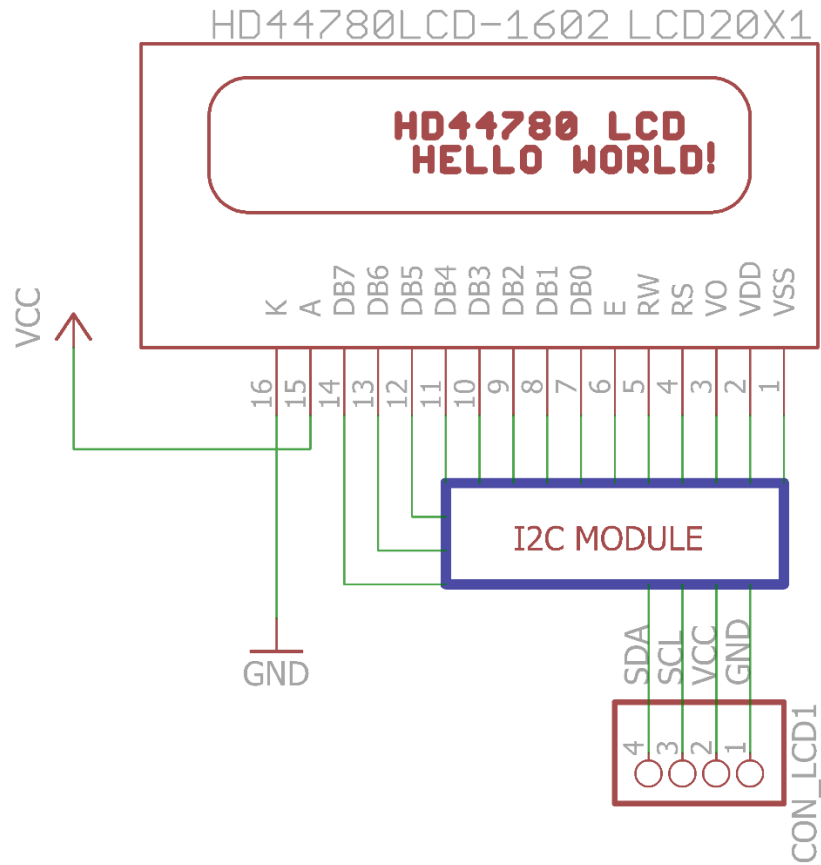 HD44780LCD-1602 LCD20X1
HD44780 LCD
HELLO WORLD!
VCC
K A DB7 DB6 DB5 DB4 DB3 DB2 DB1 DB0 E RW RS VO VDD VSS
16 15 14 13 12 11 10 9 8 7 6 5 4 3 2 1
I2C MODULE
SDA SCL VCC GND
GND
4 3 2 1
CON_LCD1